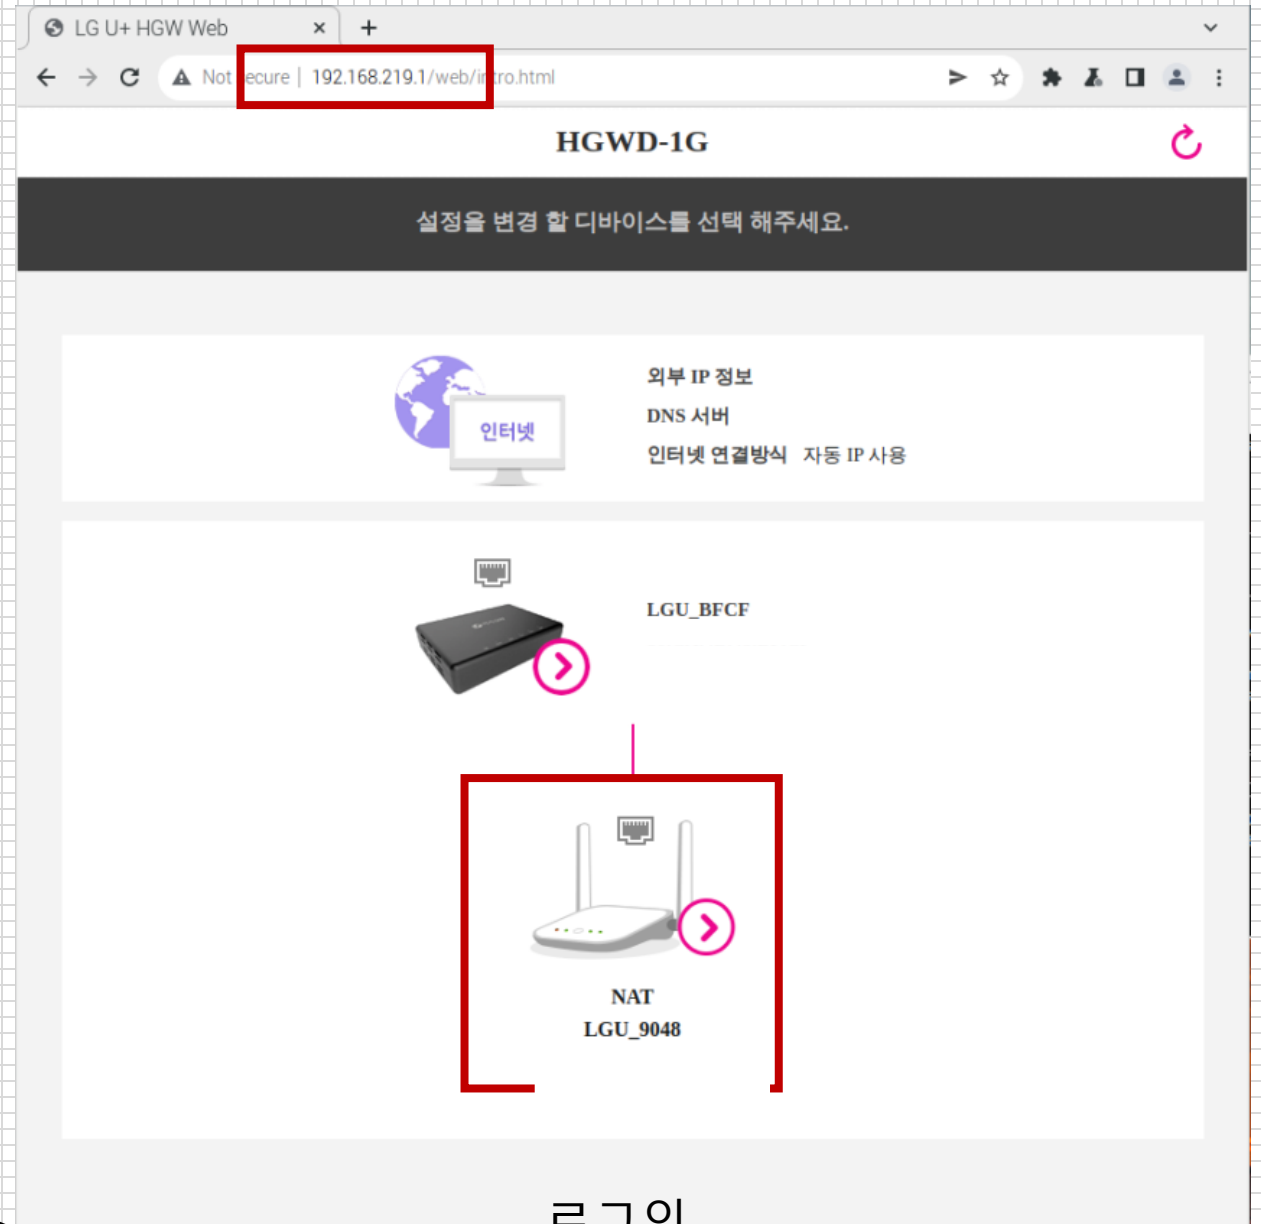 LG U+ HGW Web
Not secure | 192.168.219.1/web/intro.html
HGWD-1G
설정을 변경 할 디바이스를 선택 해주세요.
인터넷
외부 IP 정보
DNS 서버
인터넷 연결방식 자동 IP 사용
LGU_BFCF
NAT
LGU_9048
로그인